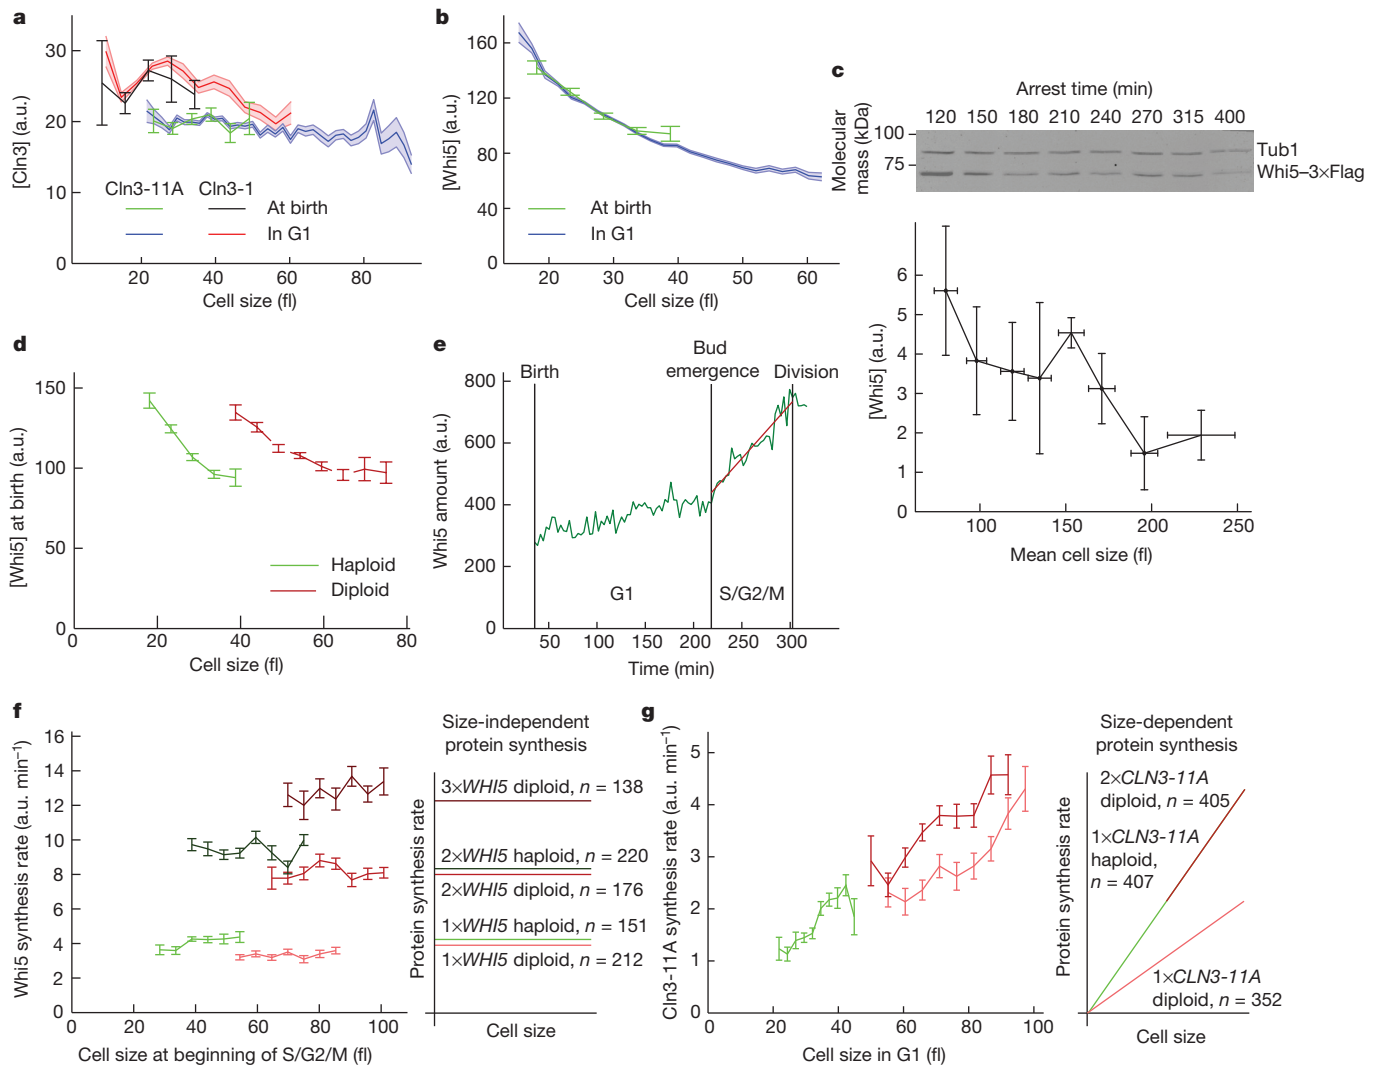 a
[Cln3] (a.u.)
30
20
10
0
Cln3-11A Cln3-1
At birth
In G1
20 40 60 80
Cell size (fl)
b
[Whi5] (a.u.)
160
120
80
40
0
At birth
In G1
20 30 40 50 60
Cell size (fl)
c
Arrest time (min)
120 150 180 210 240 270 315 400
Molecular
mass (kDa)
100
75
Tub1
Whi5–3×Flag
[Whi5] (a.u.)
6
5
4
3
2
1
0
100 150 200 250
Mean cell size (fl)
d
[Whi5] at birth (a.u.)
150
100
50
0
Haploid
Diploid
0 20 40 60 80
Cell size (fl)
e
Whi5 amount (a.u.)
800
600
400
200
0
Birth
Bud
emergence
Division
G1
S/G2/M
50 100 150 200 250 300
Time (min)
f
Whi5 synthesis rate (a.u. min⁻¹)
16
14
12
10
8
6
4
2
0
0 20 40 60 80 100
Cell size at beginning of S/G2/M (fl)
Size-independent
protein synthesis
Protein synthesis rate
3×WHI5 diploid, n = 138
2×WHI5 haploid, n = 220
2×WHI5 diploid, n = 176
1×WHI5 haploid, n = 151
1×WHI5 diploid, n = 212
Cell size
g
Cln3-11A synthesis rate (a.u. min⁻¹)
5
4
3
2
1
0
0 20 40 60 80 100
Cell size in G1 (fl)
Size-dependent
protein synthesis
Protein synthesis rate
2×CLN3-11A
diploid, n = 405
1×CLN3-11A
haploid,
n = 407
1×CLN3-11A
diploid, n = 352
Cell size